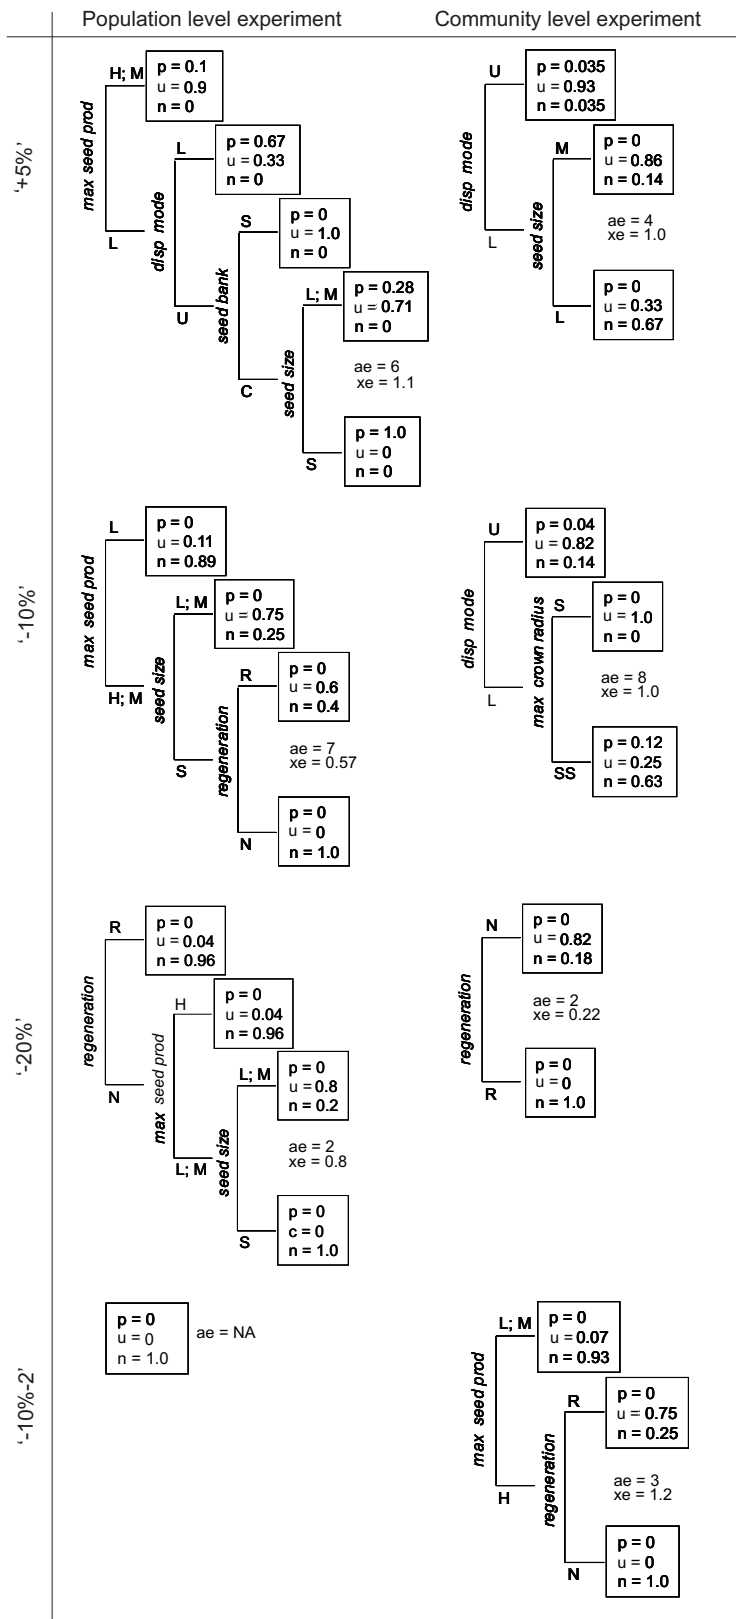 Population level experiment
Community level experiment
‘+5%’
max seed prod
H; M
p = 0.1
u = 0.9
n = 0
L
disp mode
L
p = 0.67
u = 0.33
n = 0
U
seed bank
S
p = 0
u = 1.0
n = 0
C
seed size
L; M
p = 0.28
u = 0.71
n = 0
ae = 6
xe = 1.1
S
p = 1.0
u = 0
n = 0
disp mode
U
p = 0.035
u = 0.93
n = 0.035
L
seed size
M
p = 0
u = 0.86
n = 0.14
ae = 4
xe = 1.0
L
p = 0
u = 0.33
n = 0.67
‘-10%’
max seed prod
L
p = 0
u = 0.11
n = 0.89
H; M
seed size
L; M
p = 0
u = 0.75
n = 0.25
S
regeneration
R
p = 0
u = 0.6
n = 0.4
ae = 7
xe = 0.57
N
p = 0
u = 0
n = 1.0
disp mode
U
p = 0.04
u = 0.82
n = 0.14
L
max crown radius
S
p = 0
u = 1.0
n = 0
ae = 8
xe = 1.0
SS
p = 0.12
u = 0.25
n = 0.63
‘-20%’
regeneration
R
p = 0
u = 0.04
n = 0.96
N
max seed prod
H
p = 0
u = 0.04
n = 0.96
L; M
seed size
L; M
p = 0
u = 0.8
n = 0.2
ae = 2
xe = 0.8
S
p = 0
c = 0
n = 1.0
regeneration
N
p = 0
u = 0.82
n = 0.18
ae = 2
xe = 0.22
R
p = 0
u = 0
n = 1.0
‘-10%-2’
p = 0
u = 0
n = 1.0
ae = NA
max seed prod
L; M
p = 0
u = 0.07
n = 0.93
H
regeneration
R
p = 0
u = 0.75
n = 0.25
ae = 3
xe = 1.2
N
p = 0
u = 0
n = 1.0